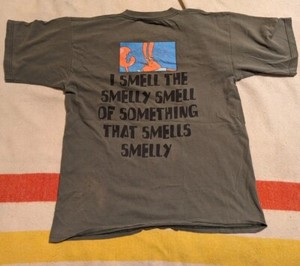 I SMELL THE
SMELLY SMELL
OF SOMETHING
THAT SMELLS
SMELLY